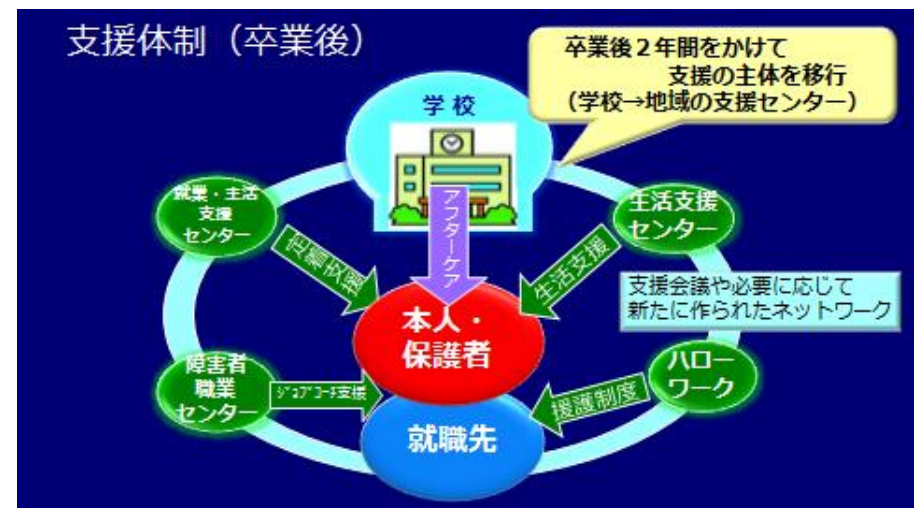 支援体制（卒業後）
卒業後２年間をかけて
支援の主体を移行
（学校→地域の支援センター）
学校
就業・主活
支援
センター
生活支援
センター
アフターケア
定着支援
生活支援
支援会議や必要に応じて
新たに作られたネットワーク
本人・
保護者
障害者
職業
センター
ｼﾞｮﾌﾞｺｰﾁ支援
ハロー
ワーク
援護制度
就職先